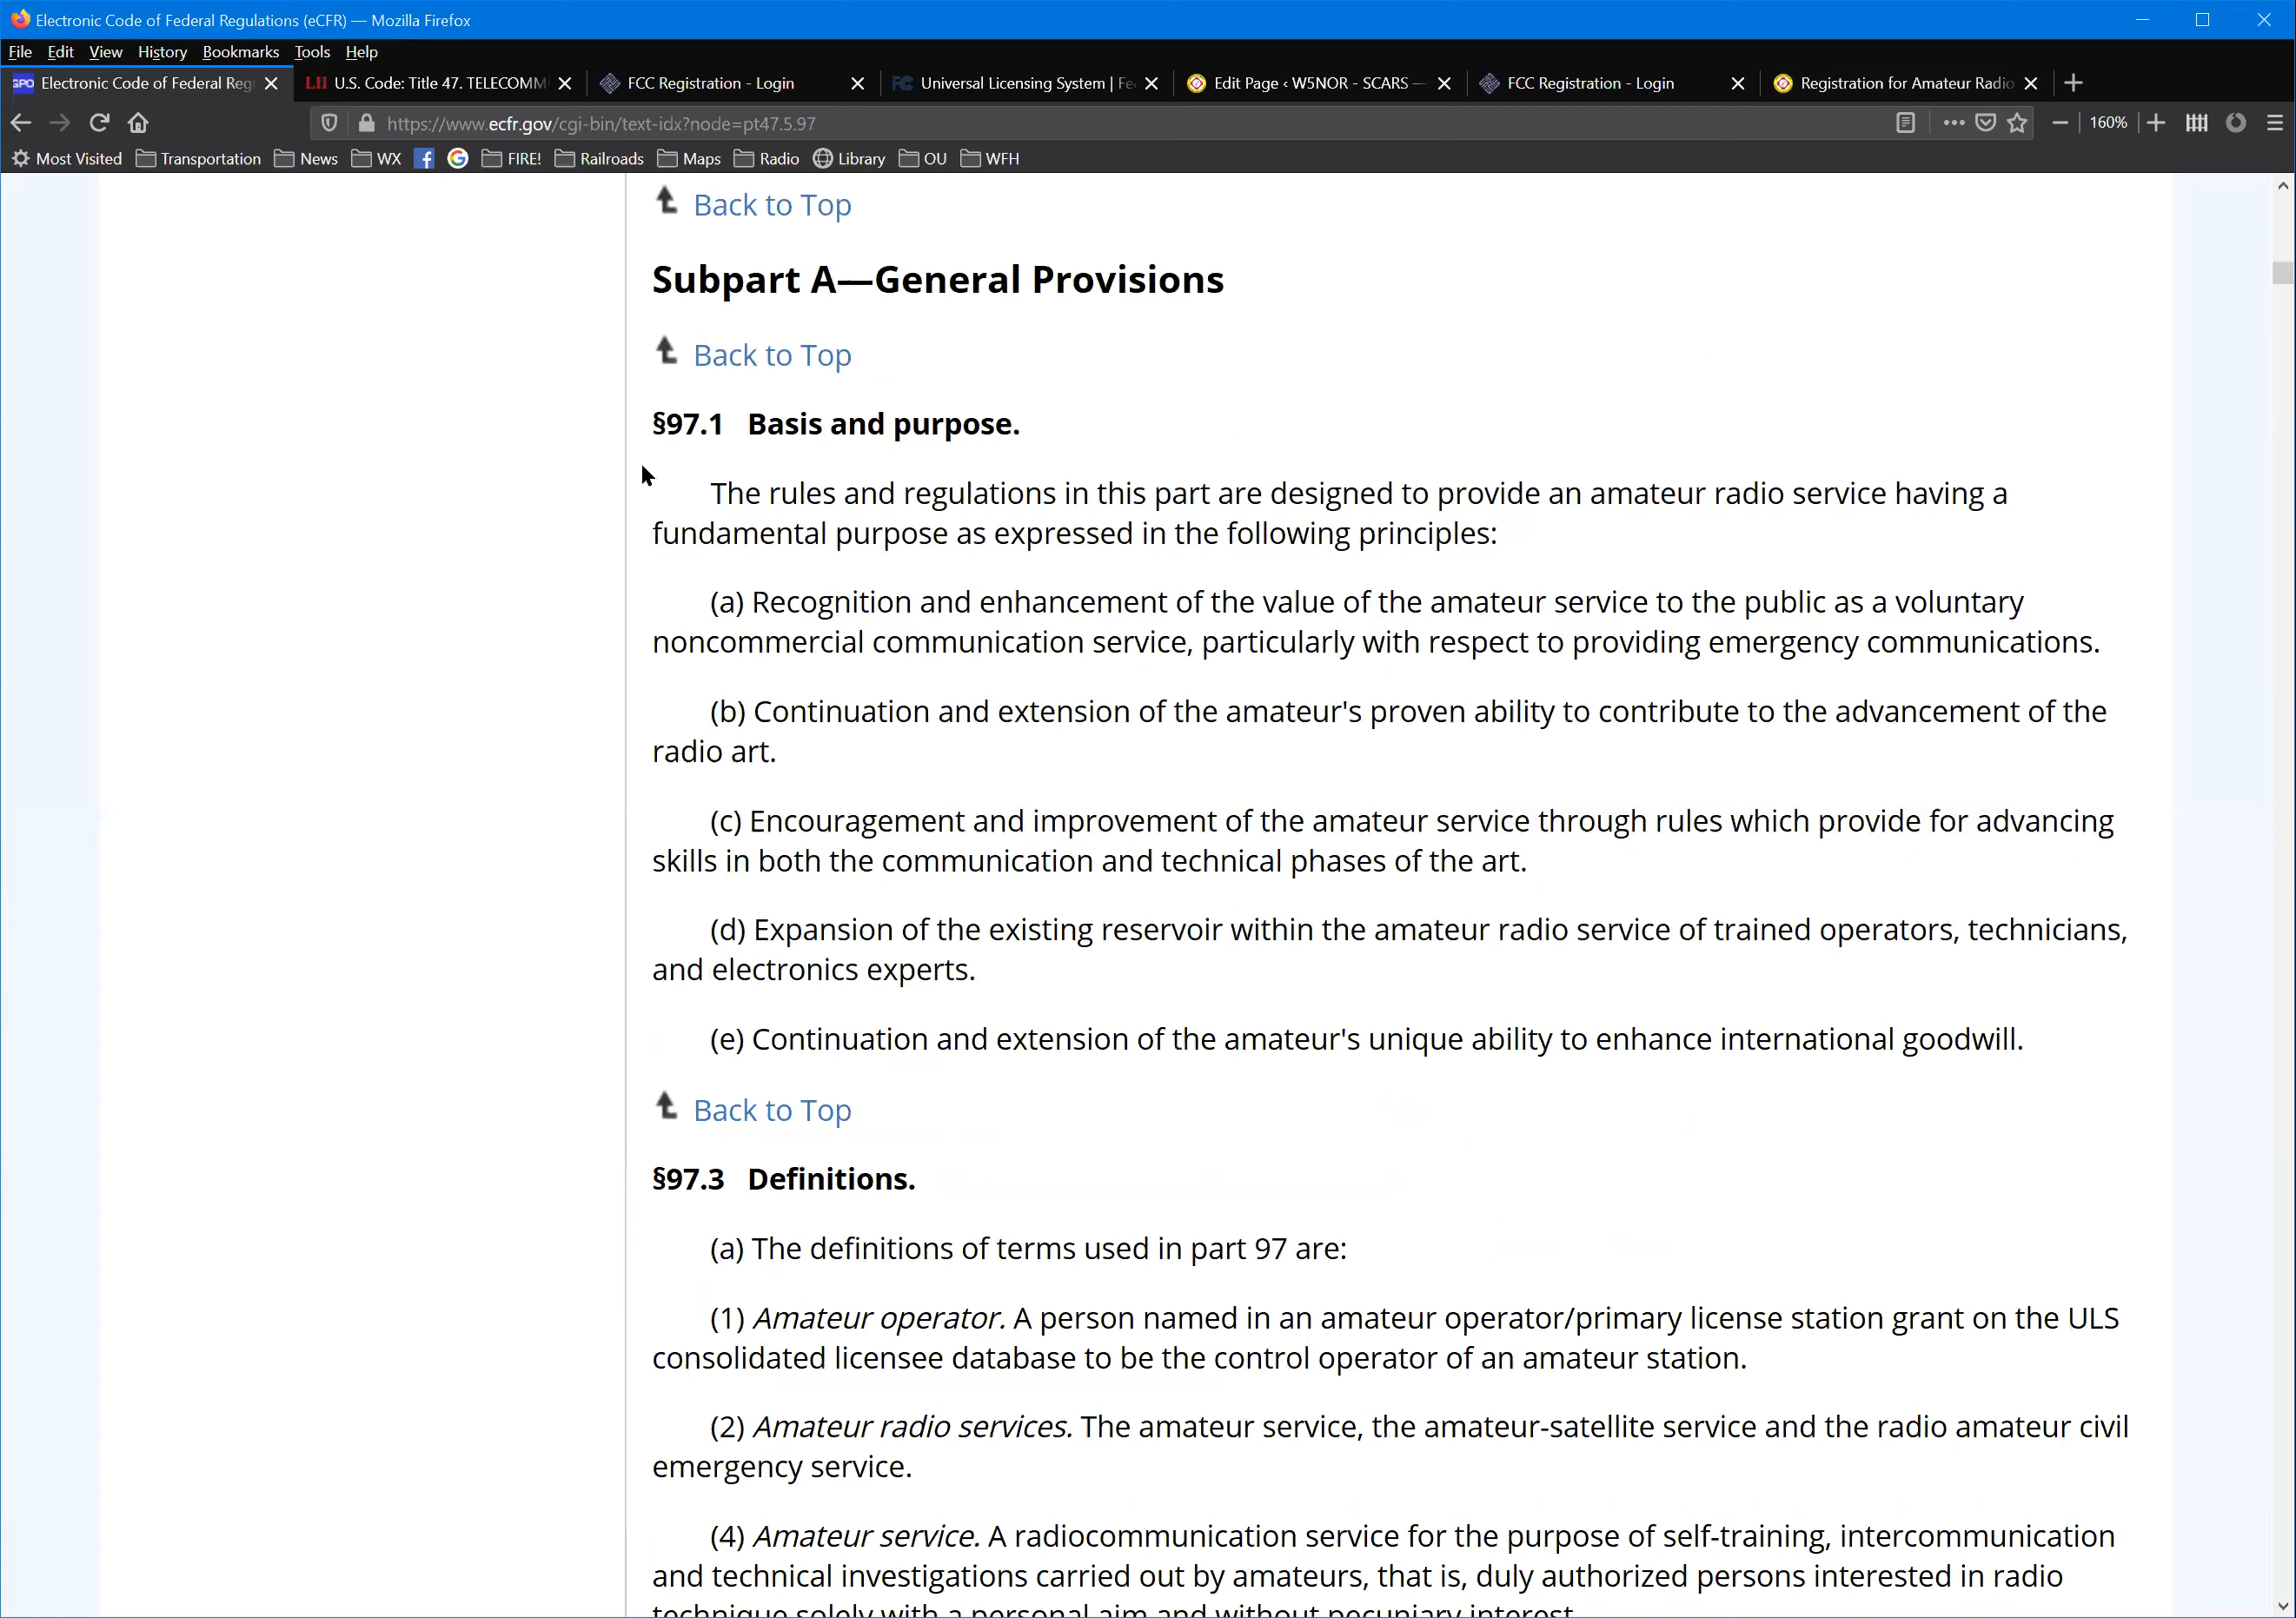 Electronic Code of Federal Regulations (eCFR) — Mozilla Firefox
File Edit View History Bookmarks Tools Help
GPO Electronic Code of Federal Reg
LII U.S. Code: Title 47. TELECOMM
FCC Registration - Login
FC Universal Licensing System | Fe
Edit Page ‹ W5NOR - SCARS —
FCC Registration - Login
Registration for Amateur Radio
https://www.ecfr.gov/cgi-bin/text-idx?node=pt47.5.97
160%
Most Visited Transportation News WX FIRE! Railroads Maps Radio Library OU WFH
Back to Top
Subpart A—General Provisions
Back to Top
§97.1 Basis and purpose.
The rules and regulations in this part are designed to provide an amateur radio service having a
fundamental purpose as expressed in the following principles:
(a) Recognition and enhancement of the value of the amateur service to the public as a voluntary
noncommercial communication service, particularly with respect to providing emergency communications.
(b) Continuation and extension of the amateur's proven ability to contribute to the advancement of the
radio art.
(c) Encouragement and improvement of the amateur service through rules which provide for advancing
skills in both the communication and technical phases of the art.
(d) Expansion of the existing reservoir within the amateur radio service of trained operators, technicians,
and electronics experts.
(e) Continuation and extension of the amateur's unique ability to enhance international goodwill.
Back to Top
§97.3 Definitions.
(a) The definitions of terms used in part 97 are:
(1) Amateur operator. A person named in an amateur operator/primary license station grant on the ULS
consolidated licensee database to be the control operator of an amateur station.
(2) Amateur radio services. The amateur service, the amateur-satellite service and the radio amateur civil
emergency service.
(4) Amateur service. A radiocommunication service for the purpose of self-training, intercommunication
and technical investigations carried out by amateurs, that is, duly authorized persons interested in radio
technique solely with a personal aim and without pecuniary interest.